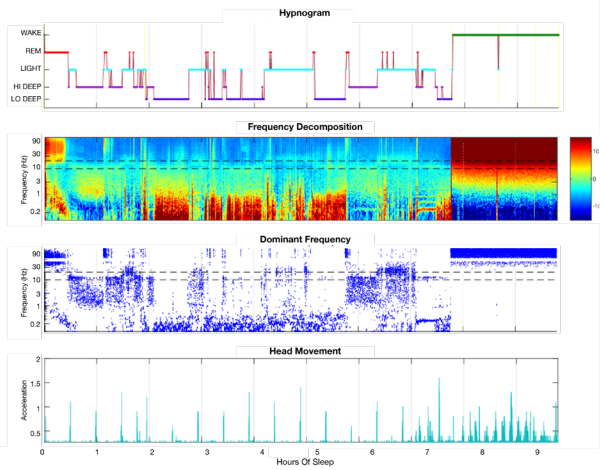 Hypnogram
WAKE
REM
LIGHT
HI DEEP
LO DEEP
Frequency Decomposition
Frequency (Hz)
90
30
10
3
1
0.2
10
0
-10
Dominant Frequency
Frequency (Hz)
90
30
10
3
1
0.2
Head Movement
Acceleration
2
1.5
1
0.5
0 1 2 3 4 5 6 7 8 9
Hours Of Sleep